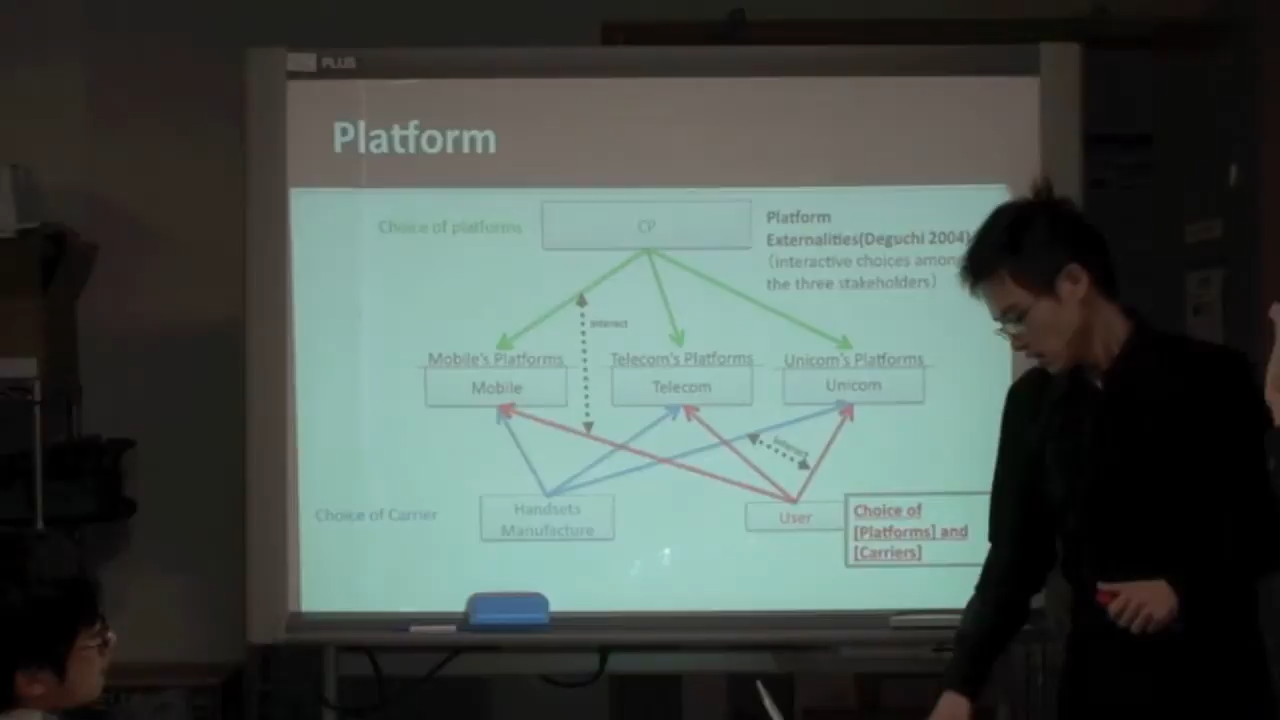 PLUS
Platform
Choice of platforms
CP
Platform
Externalities(Deguchi 2004)
(interactive choices among
the three stakeholders)
interact
Mobile's Platforms
Telecom's Platforms
Unicom's Platforms
Mobile
Telecom
Unicom
interact
Choice of Carrier
Handsets
Manufacture
User
Choice of
[Platforms] and
[Carriers]